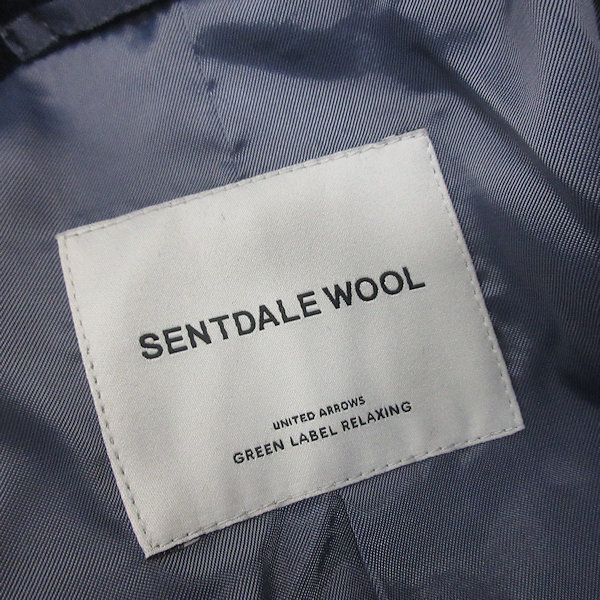 SENTDALE WOOL
UNITED ARROWS
GREEN LABEL RELAXING